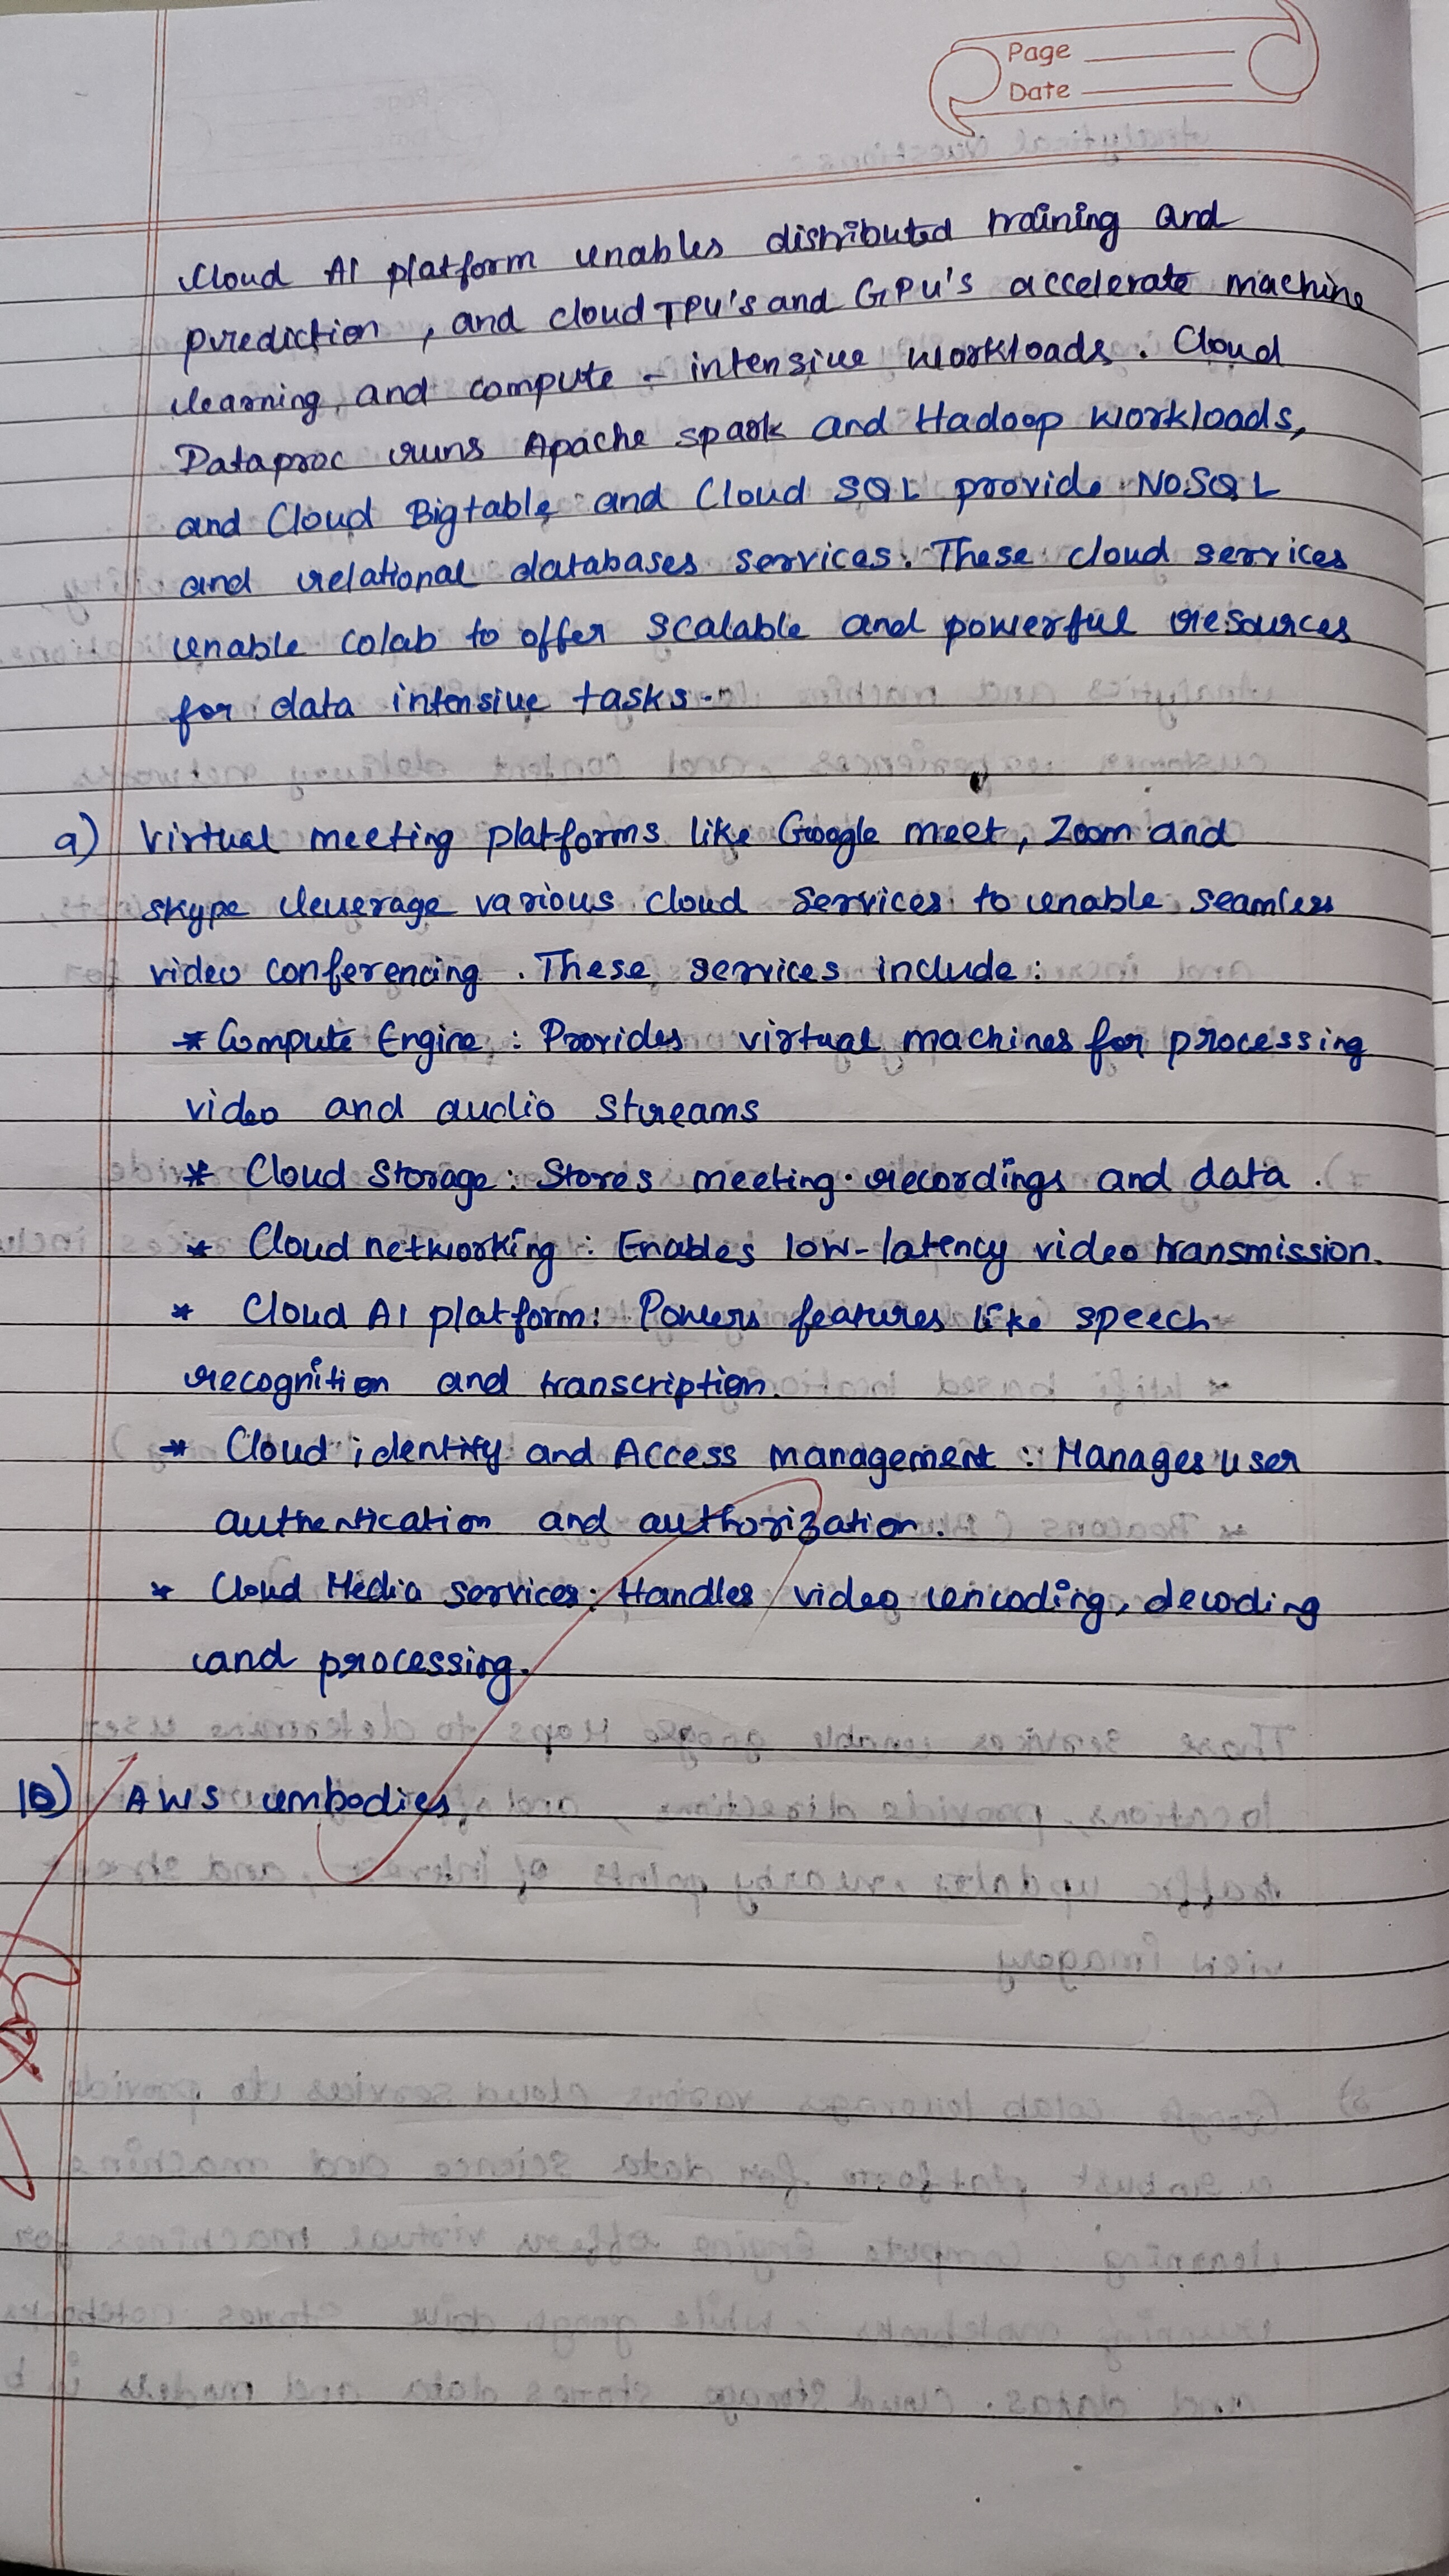 Page
Date
Cloud AI platform enables distributed training and
prediction, and cloud TPU's and GPU's accelerate machine
learning and compute - intensive workloads. Cloud
Dataproc runs Apache spark and Hadoop workloads,
and Cloud Bigtable and Cloud SQL provide NoSQL
and relational databases services. These cloud services
enable colab to offer scalable and powerful resources
for data intensive tasks.
9) Virtual meeting platforms like Google meet, Zoom and
skype leverage various cloud services to enable seamless
video conferencing. These services include:
* Compute Engine : Provides virtual machines for processing
video and audio streams
* Cloud Storage : Stores meeting recordings and data.
* Cloud networking : Enables low-latency video transmission.
* Cloud AI platform: Powers features like speech
recognition and transcription.
* Cloud identity and Access management : Manages user
authentication and authorization.
* Cloud Media services: Handles video encoding, decoding
and processing.
10) AWS embodies